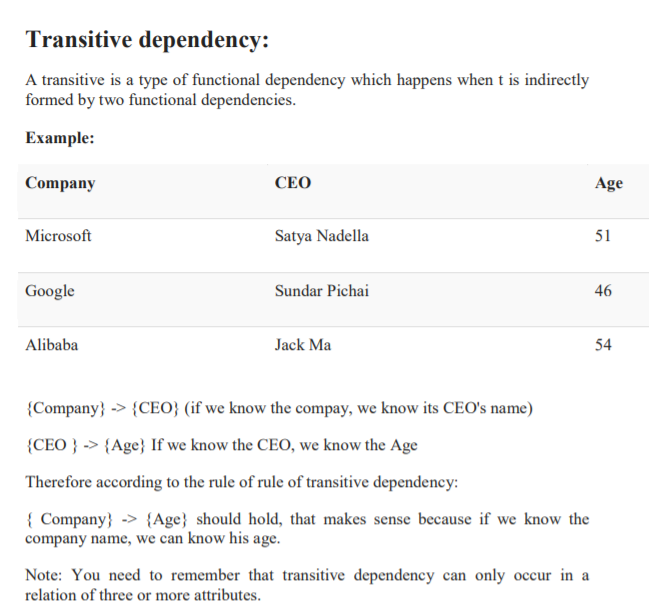 Transitive dependency:
A transitive is a type of functional dependency which happens when t is indirectly
formed by two functional dependencies.
Example:
Company CEO Age
Microsoft Satya Nadella 51
Google Sundar Pichai 46
Alibaba Jack Ma 54
{Company} -> {CEO} (if we know the compay, we know its CEO's name)
{CEO } -> {Age} If we know the CEO, we know the Age
Therefore according to the rule of rule of transitive dependency:
{ Company} -> {Age} should hold, that makes sense because if we know the
company name, we can know his age.
Note: You need to remember that transitive dependency can only occur in a
relation of three or more attributes.